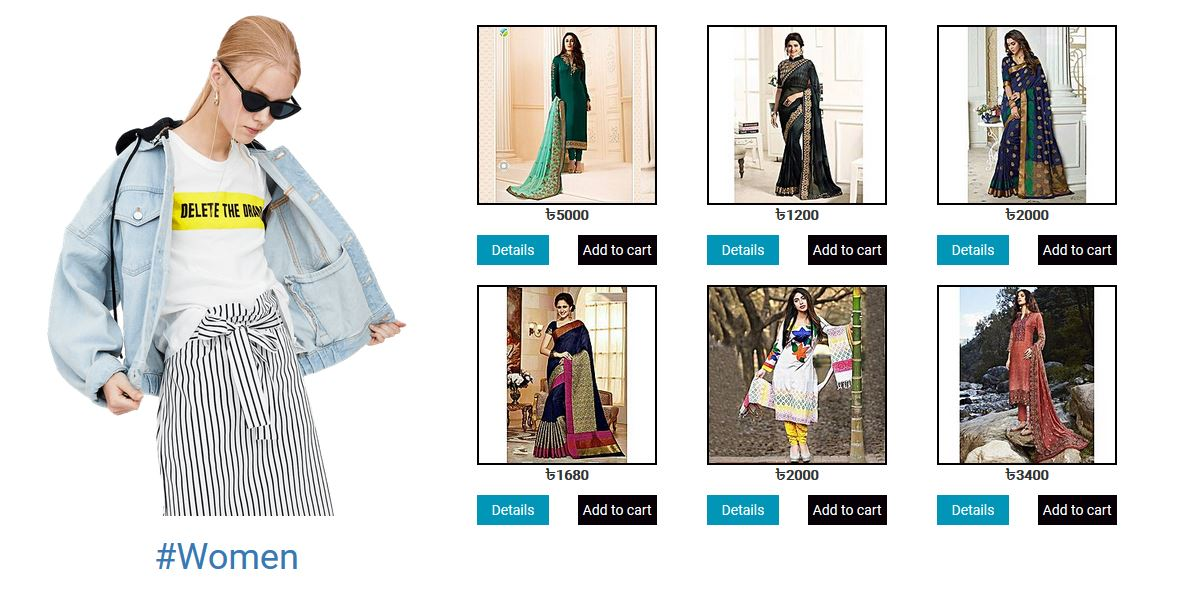 DELETE THE
৳5000
৳1200
৳2000
Details
Add to cart
Details
Add to cart
Details
Add to cart
৳1680
৳2000
৳3400
Details
Add to cart
Details
Add to cart
Details
Add to cart
#Women